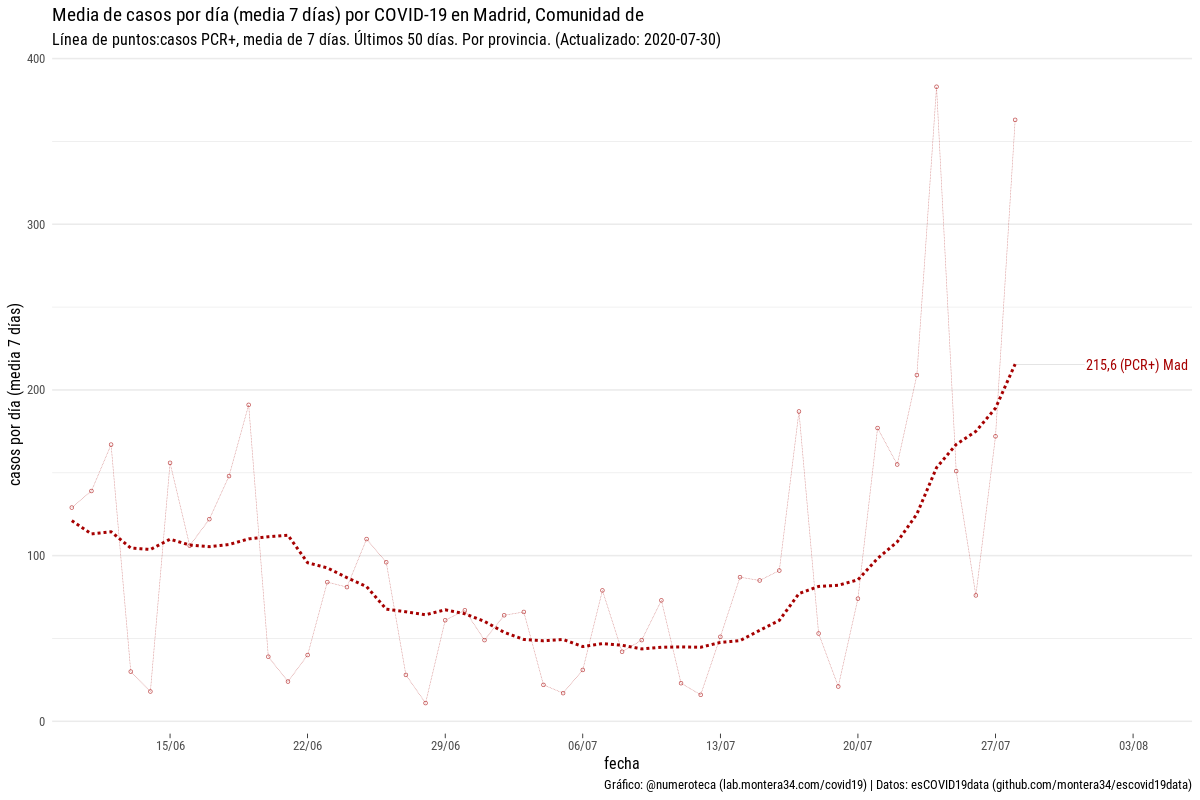 Media de casos por día (media 7 días) por COVID-19 en Madrid, Comunidad de
Línea de puntos:casos PCR+, media de 7 días. Últimos 50 días. Por provincia. (Actualizado: 2020-07-30)
400
300
200
100
0
casos por día (media 7 días)
215,6 (PCR+) Mad
15/06
22/06
29/06
06/07
13/07
20/07
27/07
03/08
fecha
Gráfico: @numeroteca (lab.montera34.com/covid19) | Datos: esCOVID19data (github.com/montera34/escovid19data)